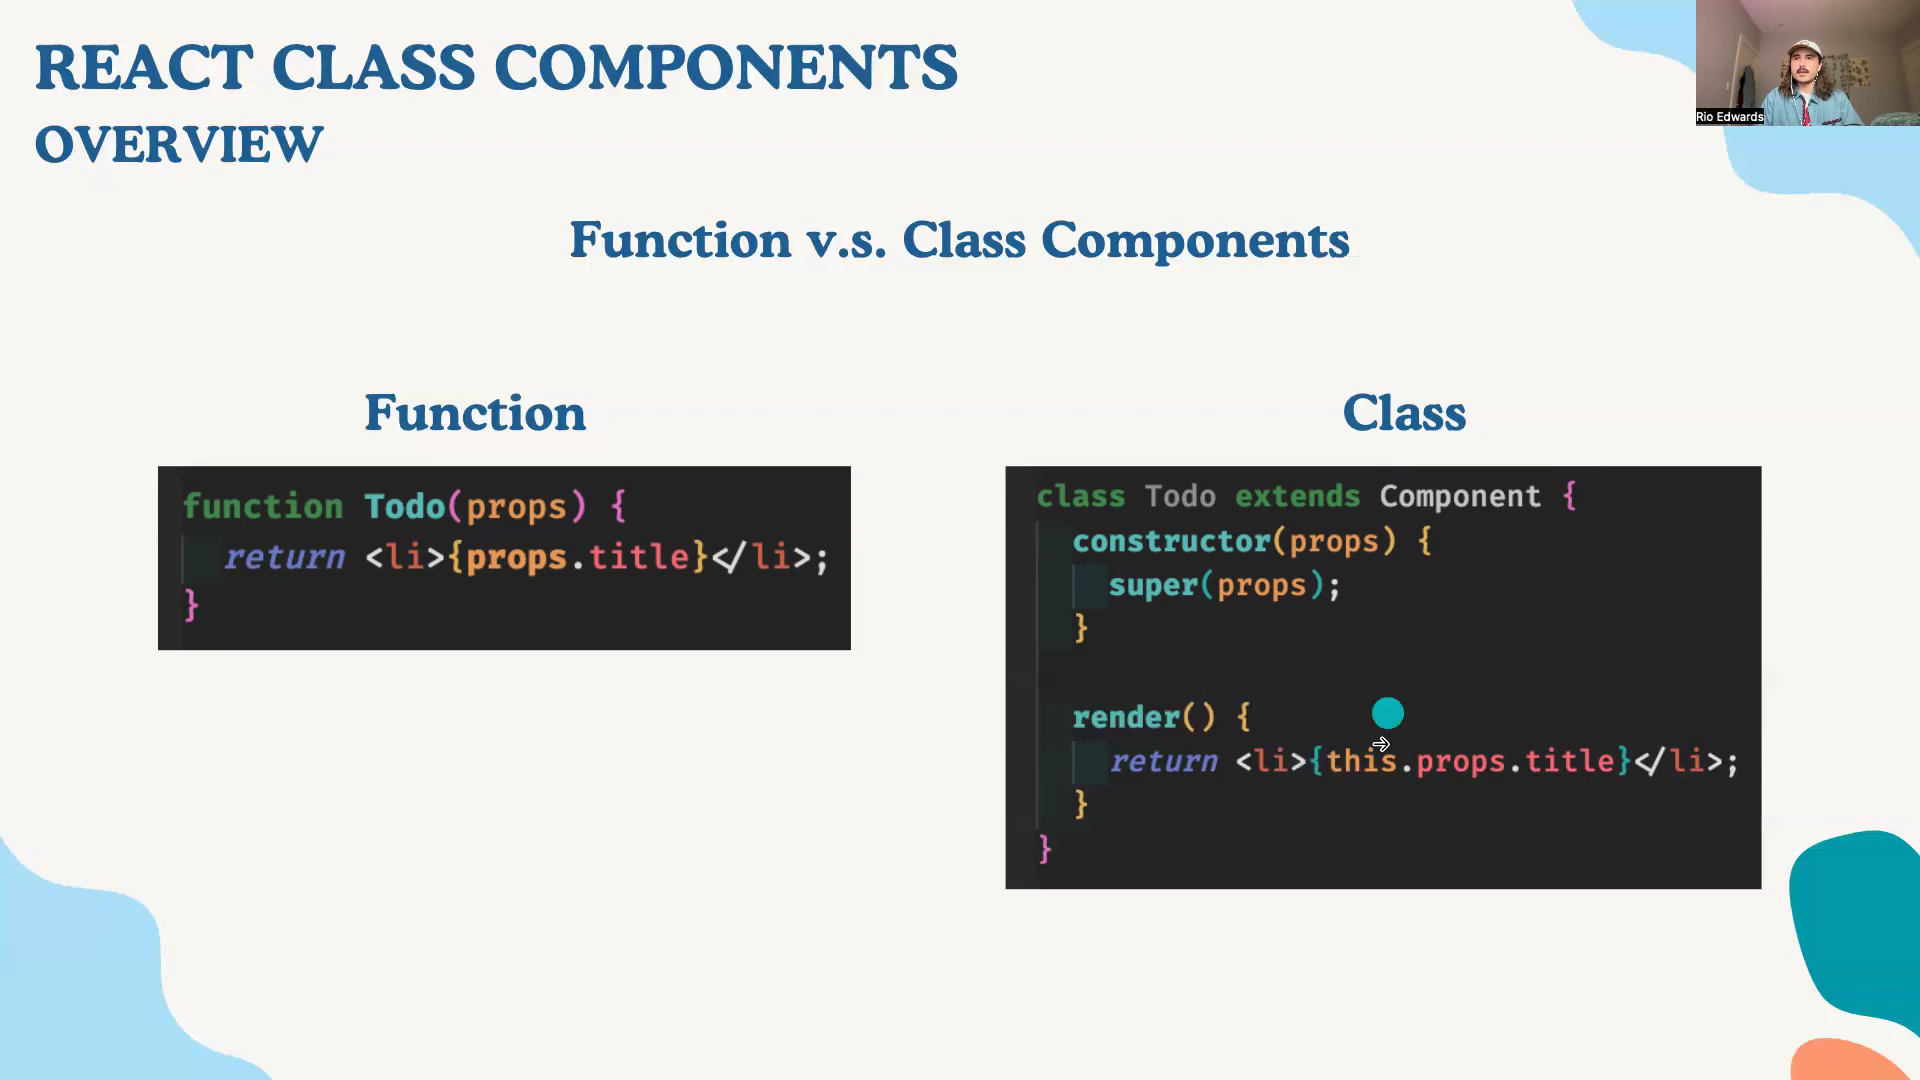 REACT CLASS COMPONENTS
OVERVIEW
Rio Edwards
Function v.s. Class Components
Function
function Todo(props) {
return <li>{props.title}</li>;
}
Class
class Todo extends Component {
constructor(props) {
super(props);
}
render() {
return <li>{this.props.title}</li>;
}
}